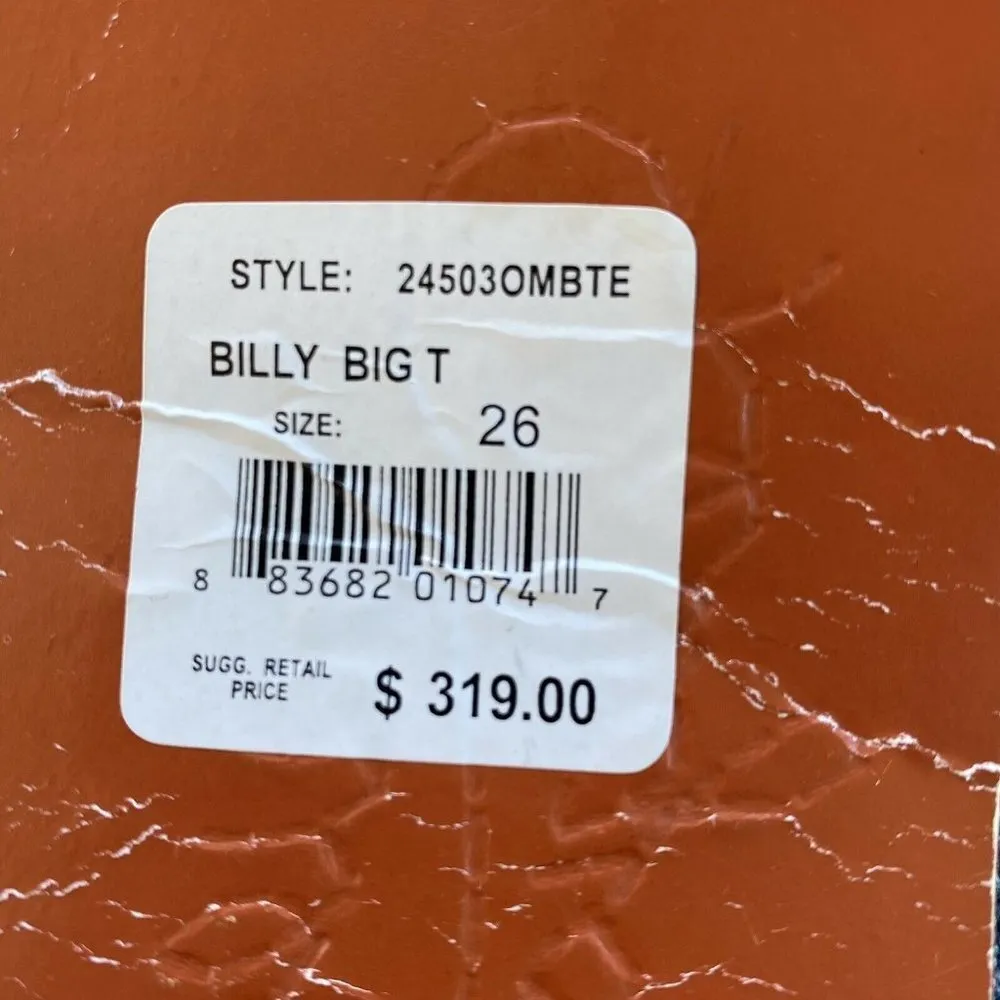 STYLE: 24503OMBTE
BILLY BIG T
SIZE: 26
8 83682 01074 7
SUGG. RETAIL
PRICE
$ 319.00